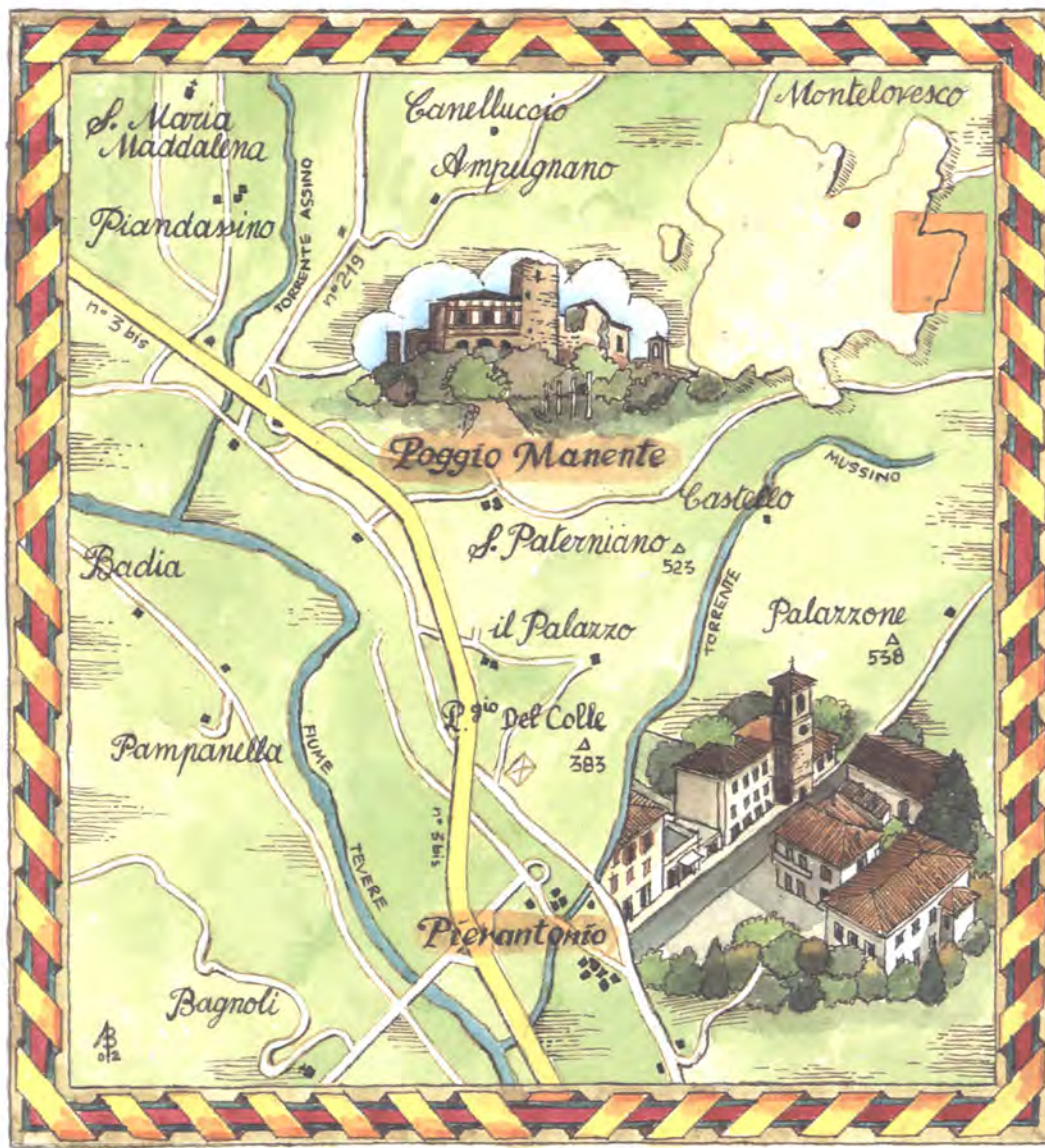 S. Maria
Maddalena
Canelluccio
Montelovesco
Ampugnano
Piandassino
TORRENTE ASSINO
n° 219
n° 3 bis
Poggio Manente
MUSSINO
Castello
S. Paterniano
523
TORRENTE
Badia
il Palazzo
Palazzone
538
P.gio Del Colle
383
Pampanella
FIUME
TEVERE
n° 3 bis
Pierantonio
Bagnoli
AB
02